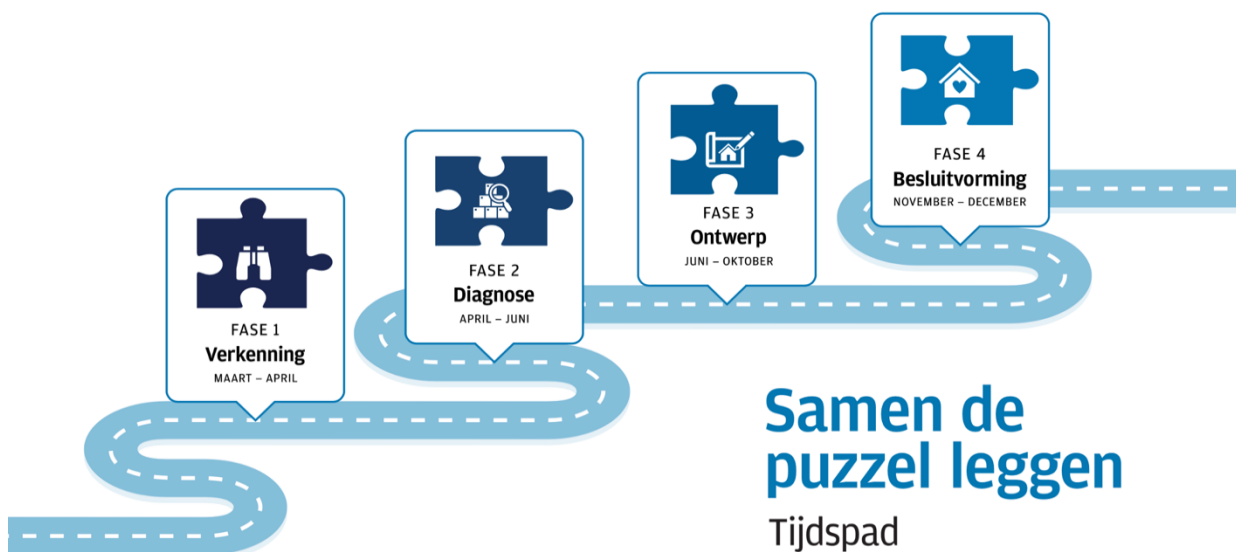 FASE 1
Verkenning
MAART – APRIL
FASE 2
Diagnose
APRIL – JUNI
FASE 3
Ontwerp
JUNI – OKTOBER
FASE 4
Besluitvorming
NOVEMBER – DECEMBER
Samen de
puzzel leggen
Tijdspad